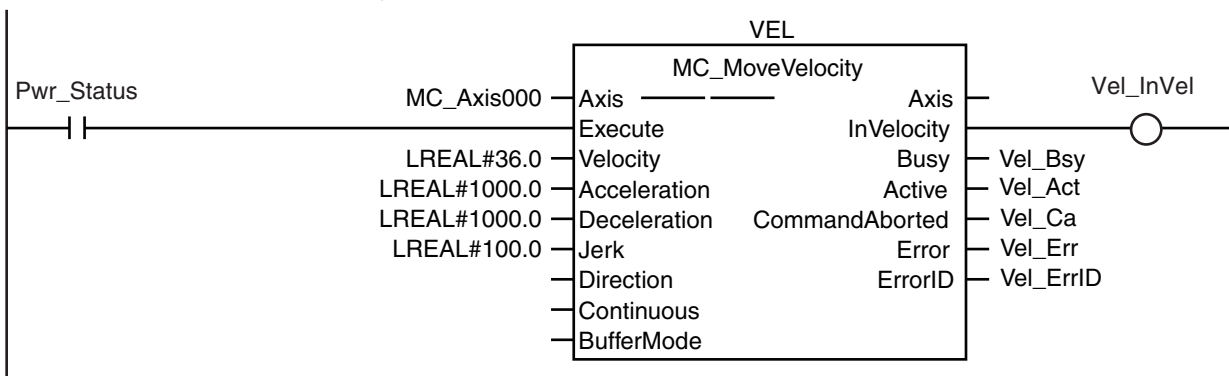 VEL
MC_MoveVelocity
Pwr_Status MC_Axis000 Axis Axis Vel_InVel
Execute InVelocity
LREAL#36.0 Velocity Busy Vel_Bsy
LREAL#1000.0 Acceleration Active Vel_Act
LREAL#1000.0 Deceleration CommandAborted Vel_Ca
LREAL#100.0 Jerk Error Vel_Err
Direction ErrorID Vel_ErrID
Continuous
BufferMode